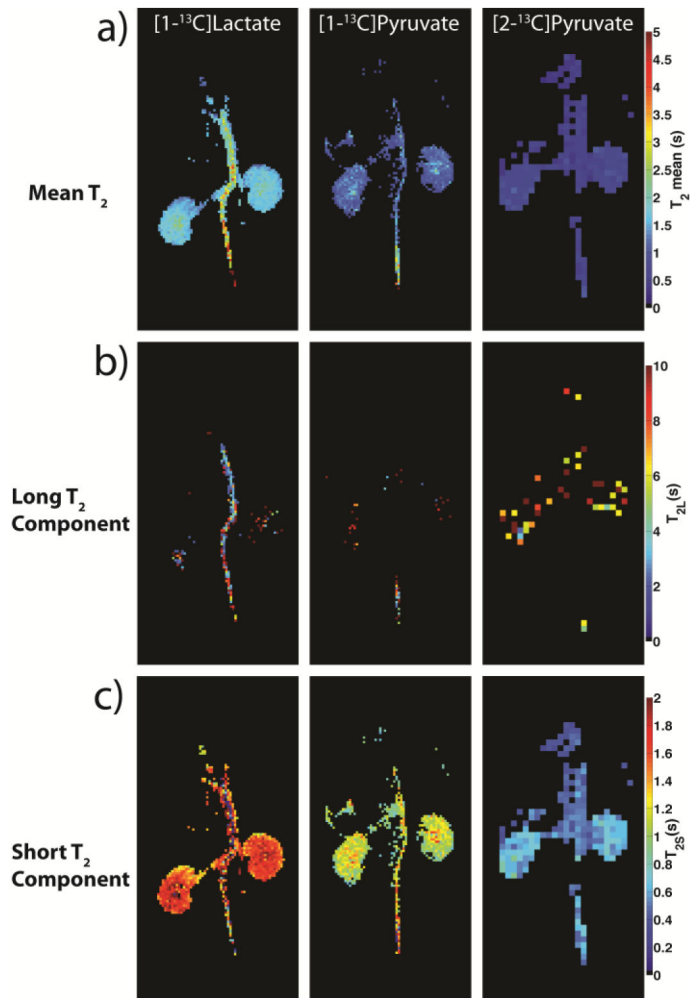 a)
[1-¹³C]Lactate
[1-¹³C]Pyruvate
[2-¹³C]Pyruvate
Mean T₂
5
4.5
4
3.5
3
2.5
2
1.5
1
0.5
0
T₂ mean (s)
b)
Long T₂
Component
10
8
6
4
2
0
T₂L(s)
c)
Short T₂
Component
2
1.8
1.6
1.4
1.2
1
0.8
0.6
0.4
0.2
0
T₂S(s)